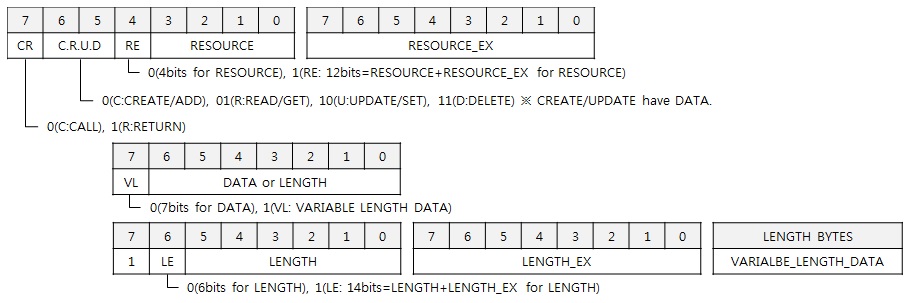 7 6 5 4 3 2 1 0 7 6 5 4 3 2 1 0
CR C.R.U.D RE RESOURCE RESOURCE_EX
0(4bits for RESOURCE), 1(RE: 12bits=RESOURCE+RESOURCE_EX for RESOURCE)
0(C:CREATE/ADD), 01(R:READ/GET), 10(U:UPDATE/SET), 11(D:DELETE) ※ CREATE/UPDATE have DATA.
0(C:CALL), 1(R:RETURN)
7 6 5 4 3 2 1 0
VL DATA or LENGTH
0(7bits for DATA), 1(VL: VARIABLE LENGTH DATA)
7 6 5 4 3 2 1 0 7 6 5 4 3 2 1 0 LENGTH BYTES
1 LE LENGTH LENGTH_EX VARIALBE_LENGTH_DATA
0(6bits for LENGTH), 1(LE: 14bits=LENGTH+LENGTH_EX for LENGTH)